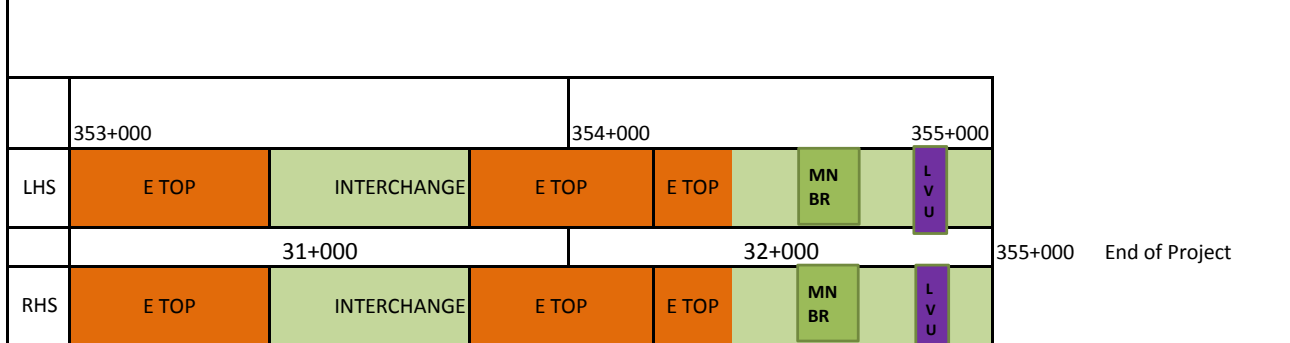 353+000 354+000 355+000
LHS E TOP INTERCHANGE E TOP E TOP MN BR L V U
31+000 32+000 355+000 End of Project
RHS E TOP INTERCHANGE E TOP E TOP MN BR L V U